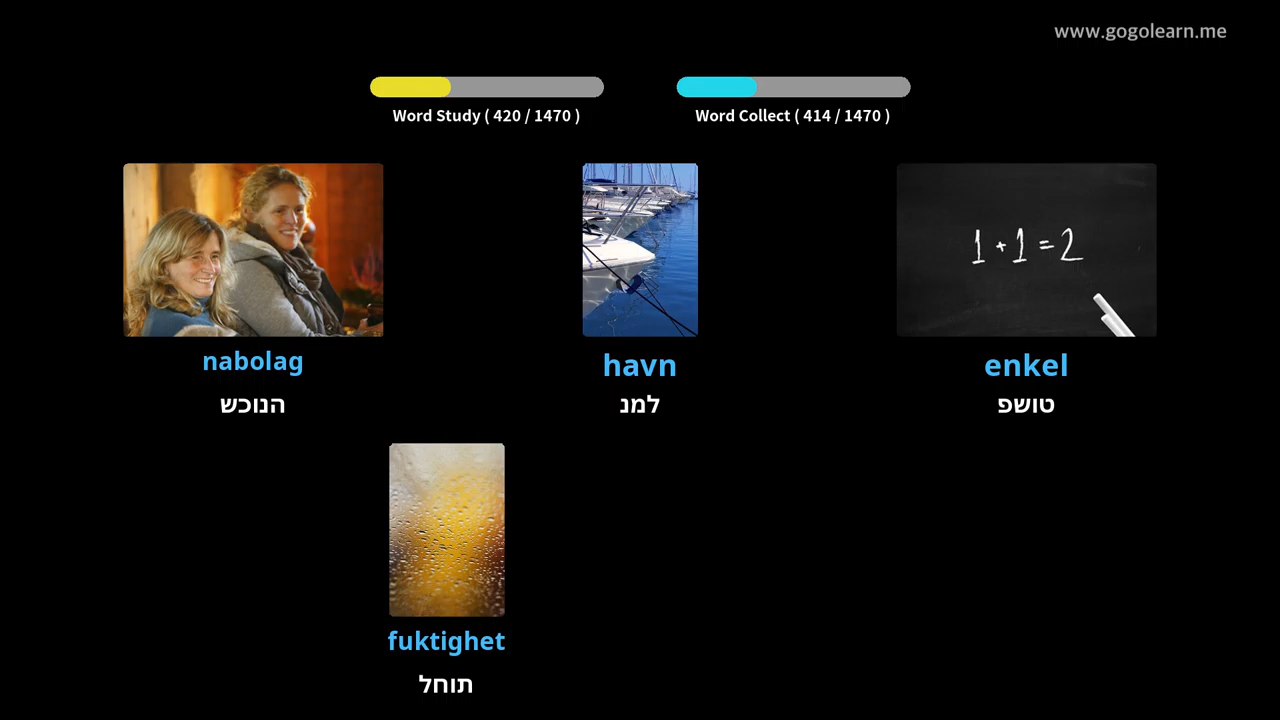 www.gogolearn.me
Word Study ( 420 / 1470 )
Word Collect ( 414 / 1470 )
nabolag
הנוכש
havn
למנ
enkel
1 + 1 = 2
טושפ
fuktighet
תוחל